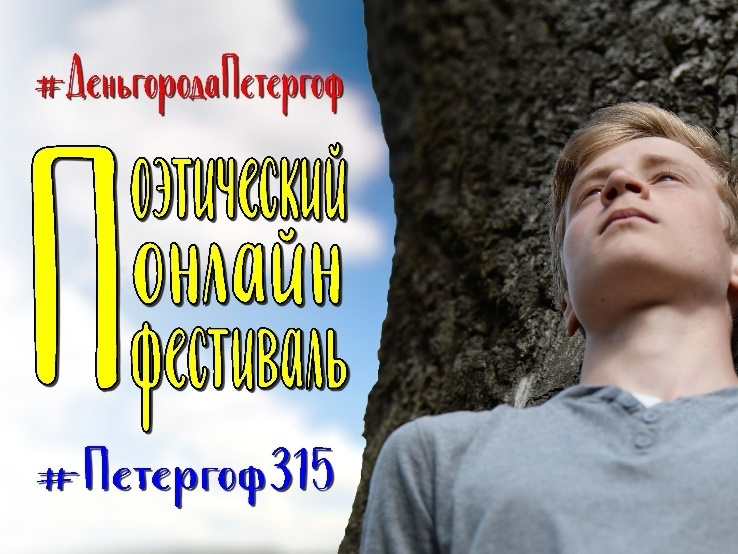 #ДеньгородаПетергоф
Поэтический
онлайн
фестиваль
#Петергоф315